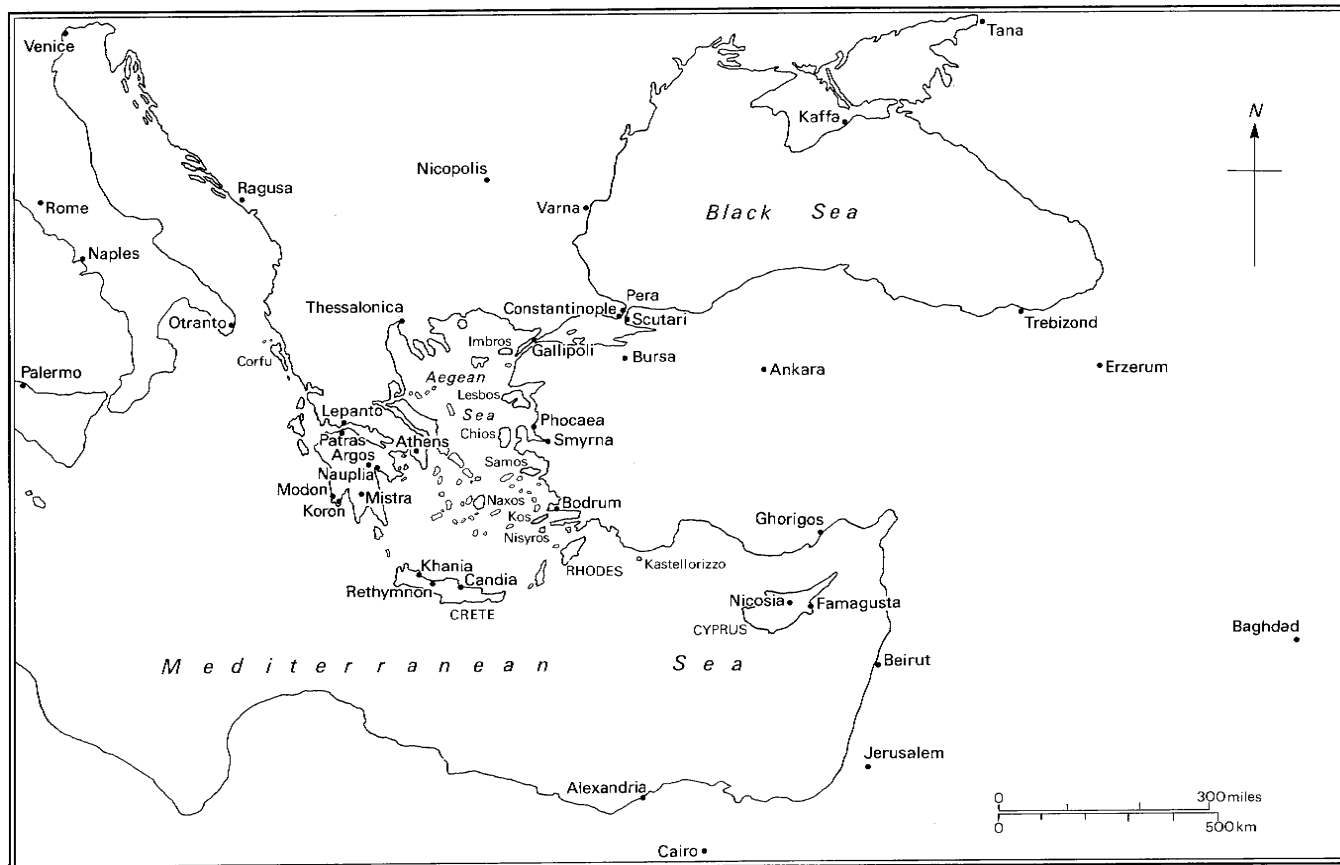 Venice
Tana
Kaffa
N
Nicopolis
Ragusa
Rome
Varna
Black Sea
Naples
Pera
Constantinople
Thessalonica
Scutari
Otranto
Trebizond
Imbros
Gallipoli
Corfu
Bursa
Ankara
Erzerum
Palermo
Aegean
Lesbos
Sea
Lepanto
Phocaea
Patras
Chios
Smyrna
Athens
Argos
Samos
Nauplia
Modon
Mistra
Naxos
Bodrum
Koron
Kos
Ghorigos
Nisyros
Khania
RHODES
Kastellorizzo
Candia
Rethymnon
CRETE
Nicosia
Famagusta
CYPRUS
Baghdad
Mediterranean Sea
Beirut
Jerusalem
Alexandria
0 300 miles
0 500 km
Cairo